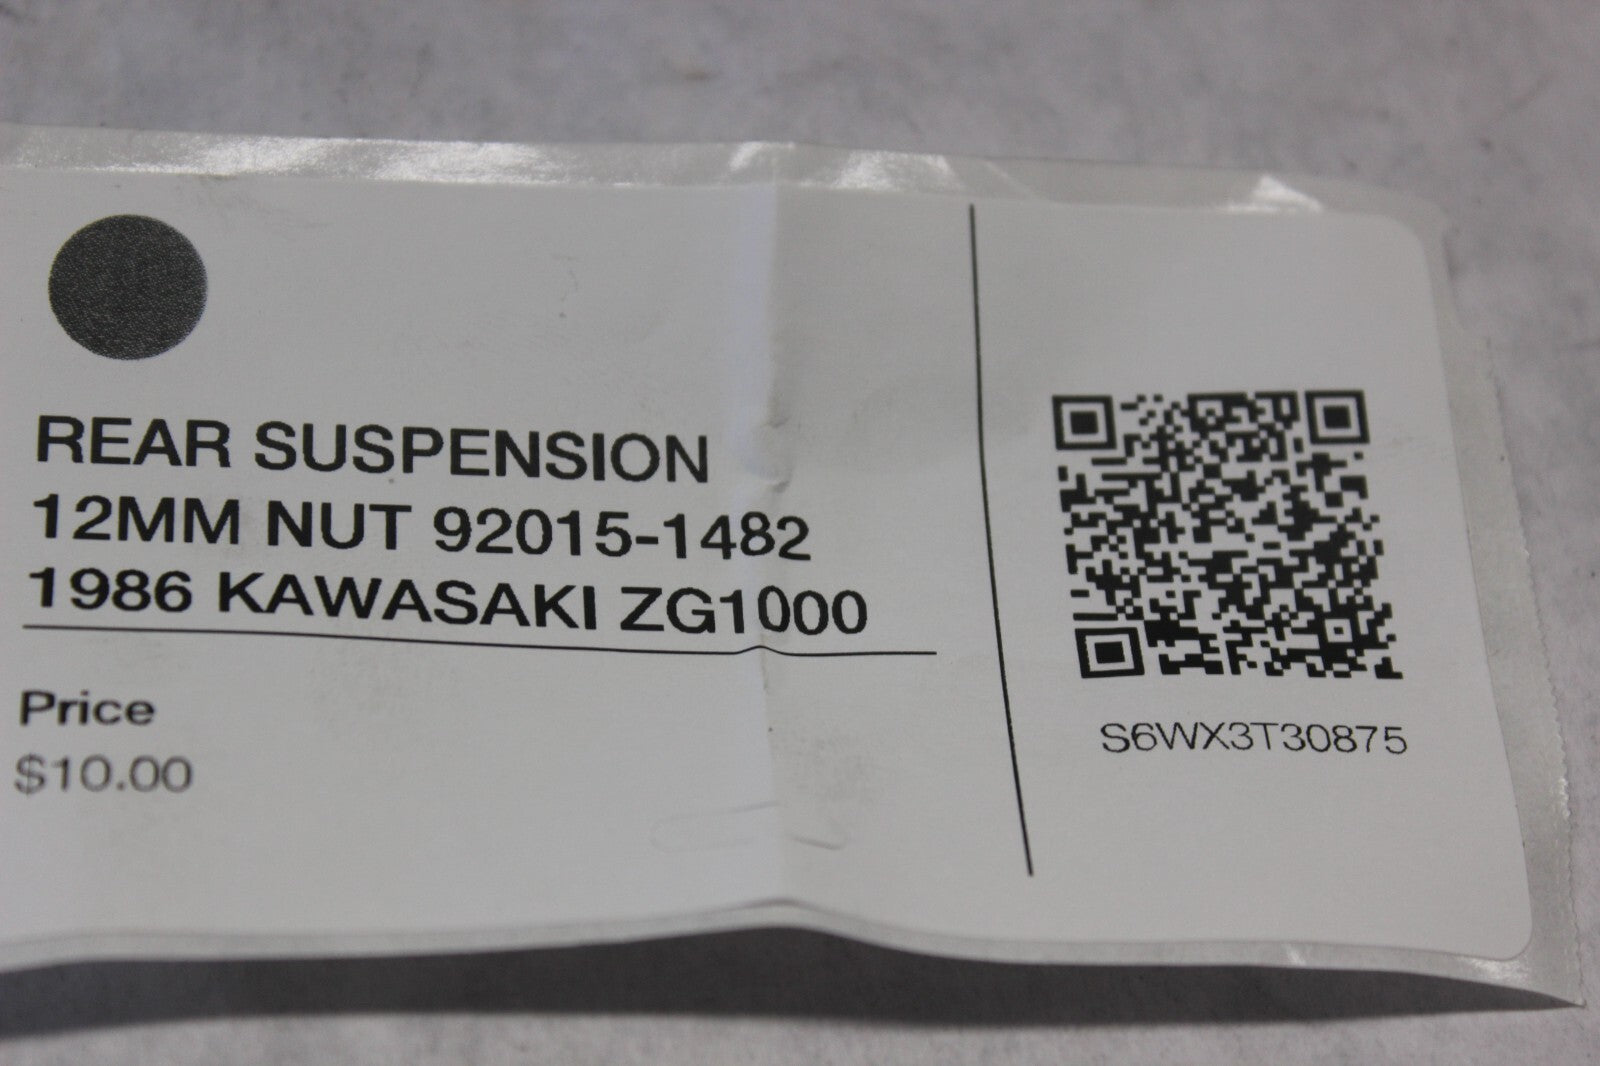 REAR SUSPENSION
12MM NUT 92015-1482
1986 KAWASAKI ZG1000
Price
$10.00
S6WX3T30875